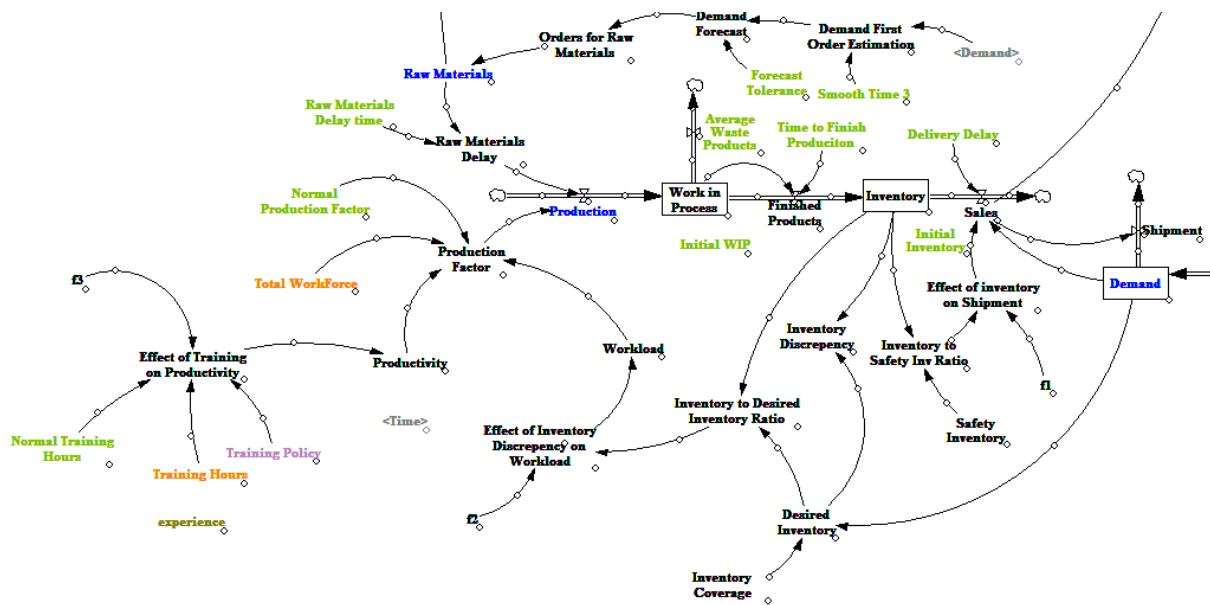 Demand
Forecast
Orders for Raw
Materials
Demand First
Order Estimation
<Demand>
Raw Materials
Forecast
Tolerance
Smooth Time 3
Raw Materials
Delay time
Average
Waste
Products
Time to Finish
Produciton
Delivery Delay
Raw Materials
Delay
Normal
Production Factor
Production
Work in
Process
Finished
Products
Inventory
Sales
Shipment
Initial WIP
Initial
Inventory
Production
Factor
Total WorkForce
f3
Effect of inventory
on Shipment
Demand
Effect of Training
on Productivity
Productivity
Workload
Inventory
Discrepency
Inventory to
Safety Inv Ratio
f1
<Time>
Inventory to Desired
Inventory Ratio
Safety
Inventory
Normal Training
Hours
Training Policy
Training Hours
Effect of Inventory
Discrepency on
Workload
experience
f2
Desired
Inventory
Inventory
Coverage